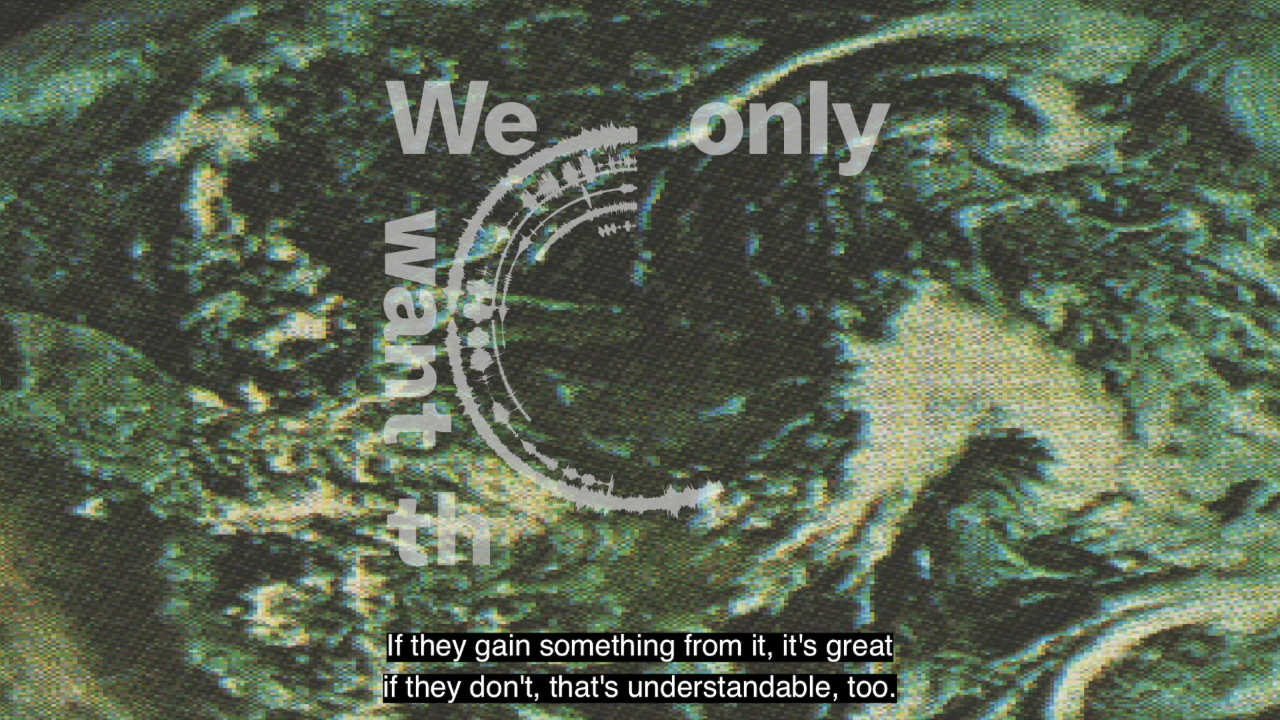 We only
want
th
If they gain something from it, it's great
if they don't, that's understandable, too.